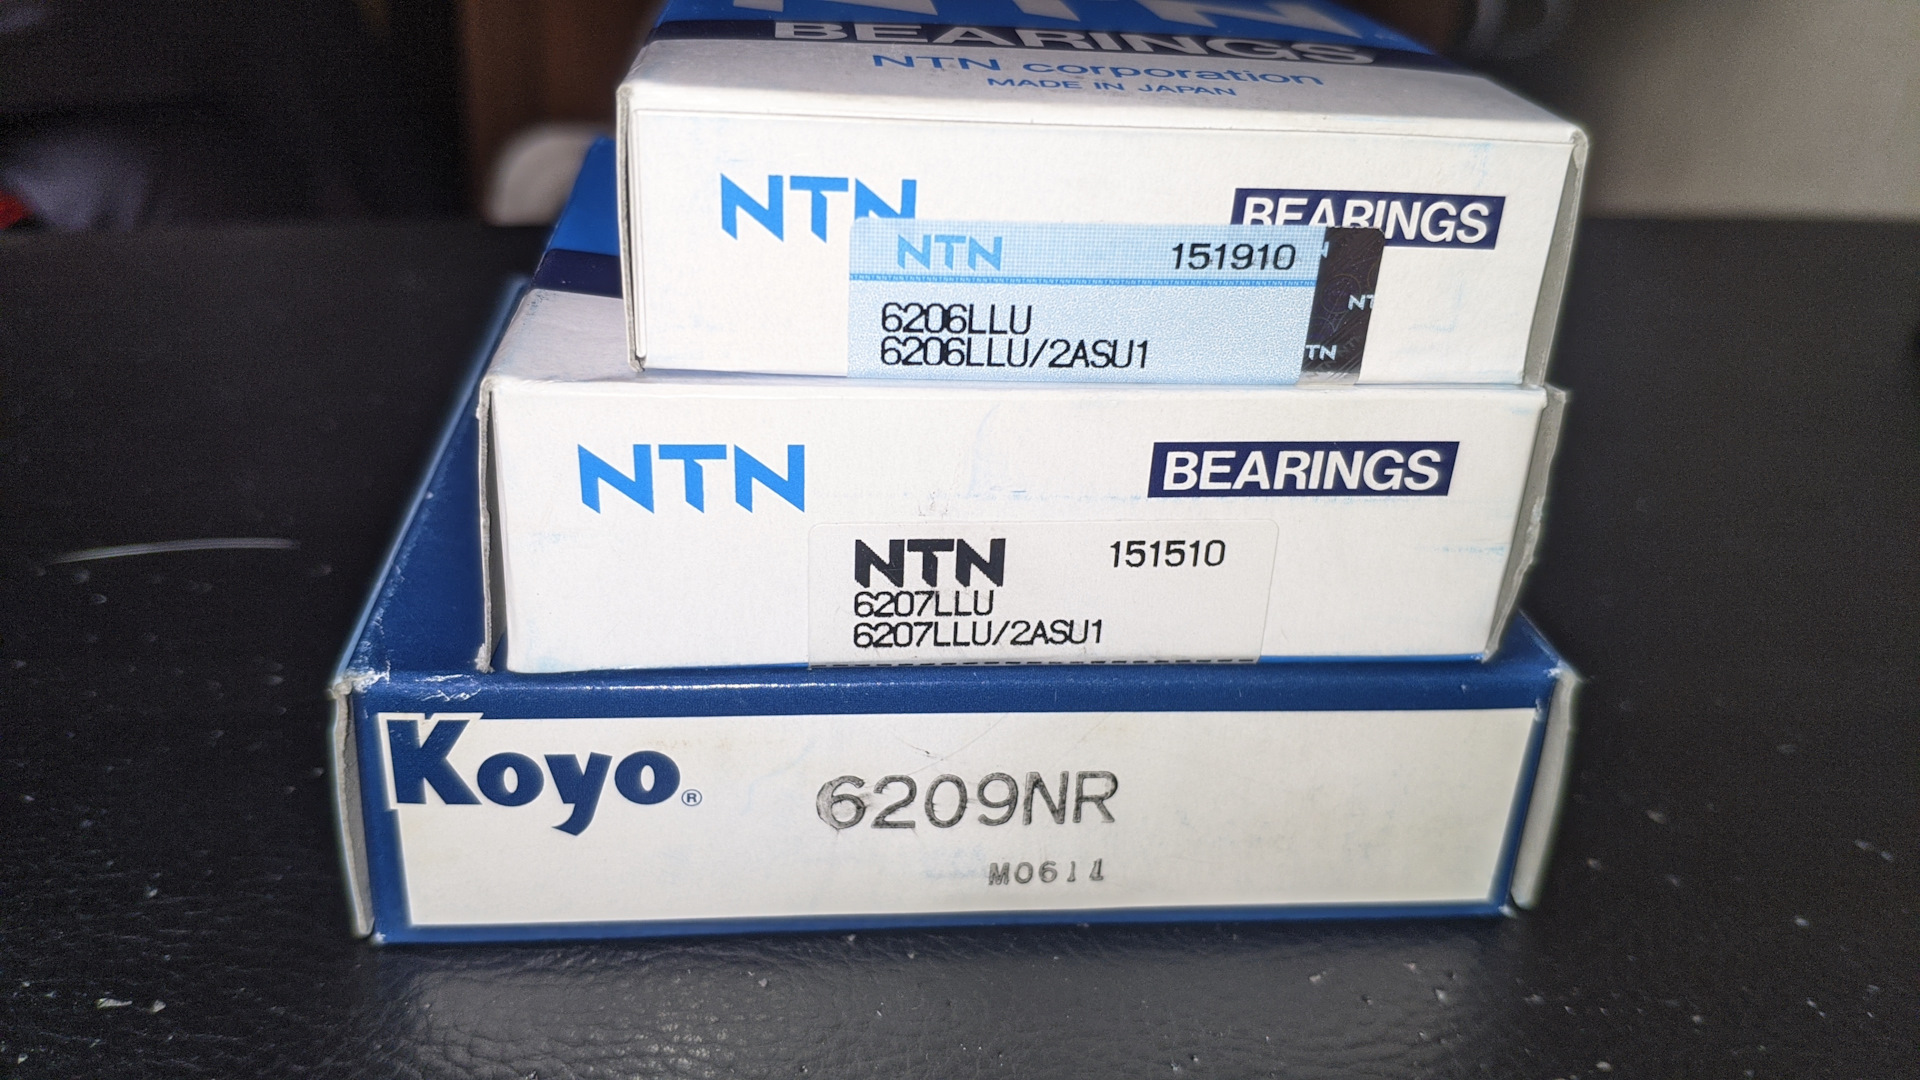 NTN
BEARINGS
NTN corporation
MADE IN JAPAN
NTN
BEARINGS
NTN
151910
6206LLU
6206LLU/2ASU1
NTN
BEARINGS
NTN
151510
6207LLU
6207LLU/2ASU1
Koyo®
6209NR
M0611